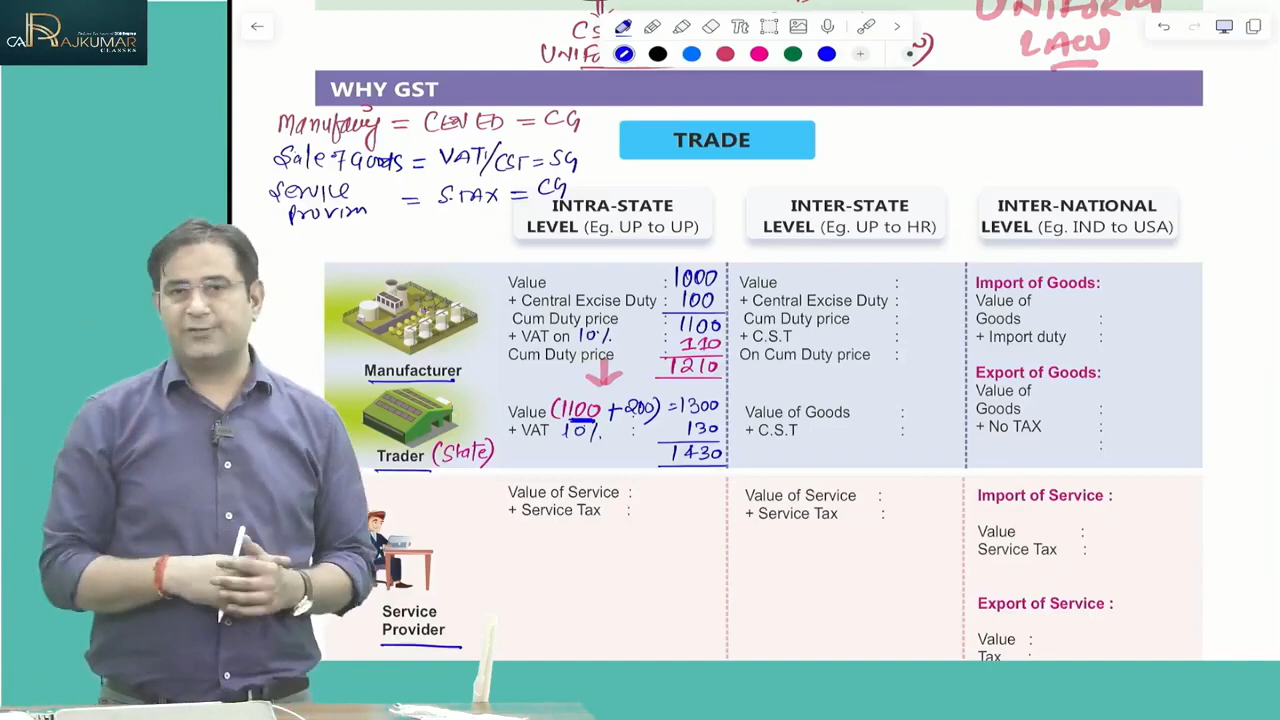 CA RAJKUMAR
CLASSES
UNIFORM
LAW
Tt
WHY GST
= CENED = CG
Sale of Goods = VAT/CST = SG
Service = S.TAX = CG
TRADE
INTRA-STATE
LEVEL (Eg. UP to UP)
INTER-STATE
LEVEL (Eg. UP to HR)
INTER-NATIONAL
LEVEL (Eg. IND to USA)
Manufacturer
Value : 1000
+ Central Excise Duty : 100
Cum Duty price : 1100
+ VAT on 10% : 110
Cum Duty price : 1210
Value :
+ Central Excise Duty :
Cum Duty price :
+ C.S.T :
On Cum Duty price :
Import of Goods:
Value of
Goods :
+ Import duty :
Export of Goods:
Value of
Goods :
+ No TAX :
:
Trader (State)
Value (1100 + 200) = 1300
+ VAT 10% : 130
1430
Value of Goods :
+ C.S.T :
Service
Provider
Value of Service :
+ Service Tax :
Value of Service :
+ Service Tax :
Import of Service :
Value :
Service Tax :
Export of Service :
Value :
Tax :